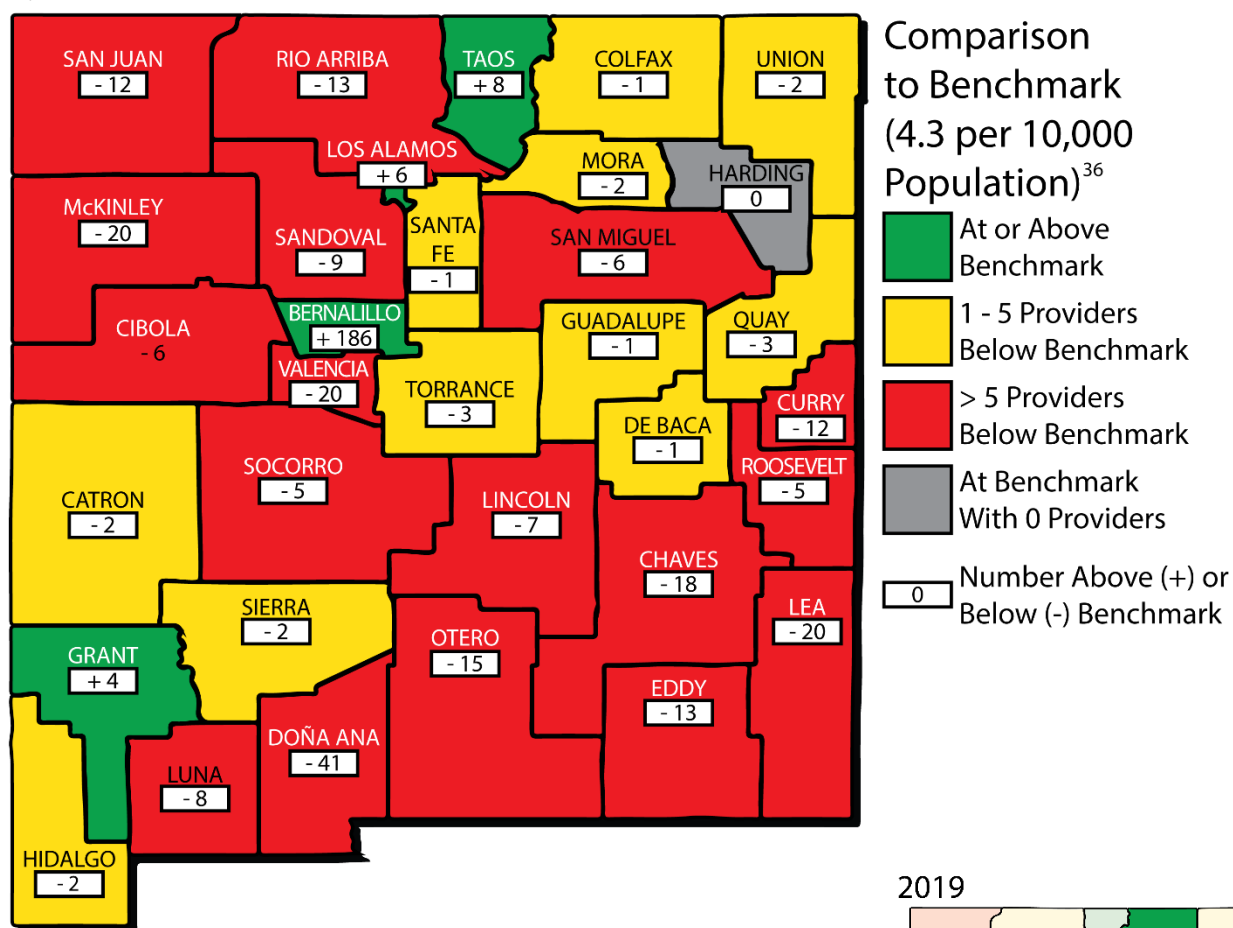 SAN JUAN
- 12
RIO ARRIBA
- 13
TAOS
+ 8
COLFAX
- 1
UNION
- 2
LOS ALAMOS
+ 6
MORA
- 2
HARDING
0
McKINLEY
- 20
SANDOVAL
- 9
SANTA
FE
- 1
SAN MIGUEL
- 6
CIBOLA
- 6
BERNALILLO
+ 186
VALENCIA
- 20
TORRANCE
- 3
GUADALUPE
- 1
QUAY
- 3
DE BACA
- 1
CURRY
- 12
ROOSEVELT
- 5
CATRON
- 2
SOCORRO
- 5
LINCOLN
- 7
CHAVES
- 18
SIERRA
- 2
OTERO
- 15
LEA
- 20
GRANT
+ 4
EDDY
- 13
DOÑA ANA
- 41
LUNA
- 8
HIDALGO
- 2
Comparison
to Benchmark
(4.3 per 10,000
Population)36
At or Above
Benchmark
1 - 5 Providers
Below Benchmark
> 5 Providers
Below Benchmark
At Benchmark
With 0 Providers
0
Number Above (+) or
Below (-) Benchmark
2019